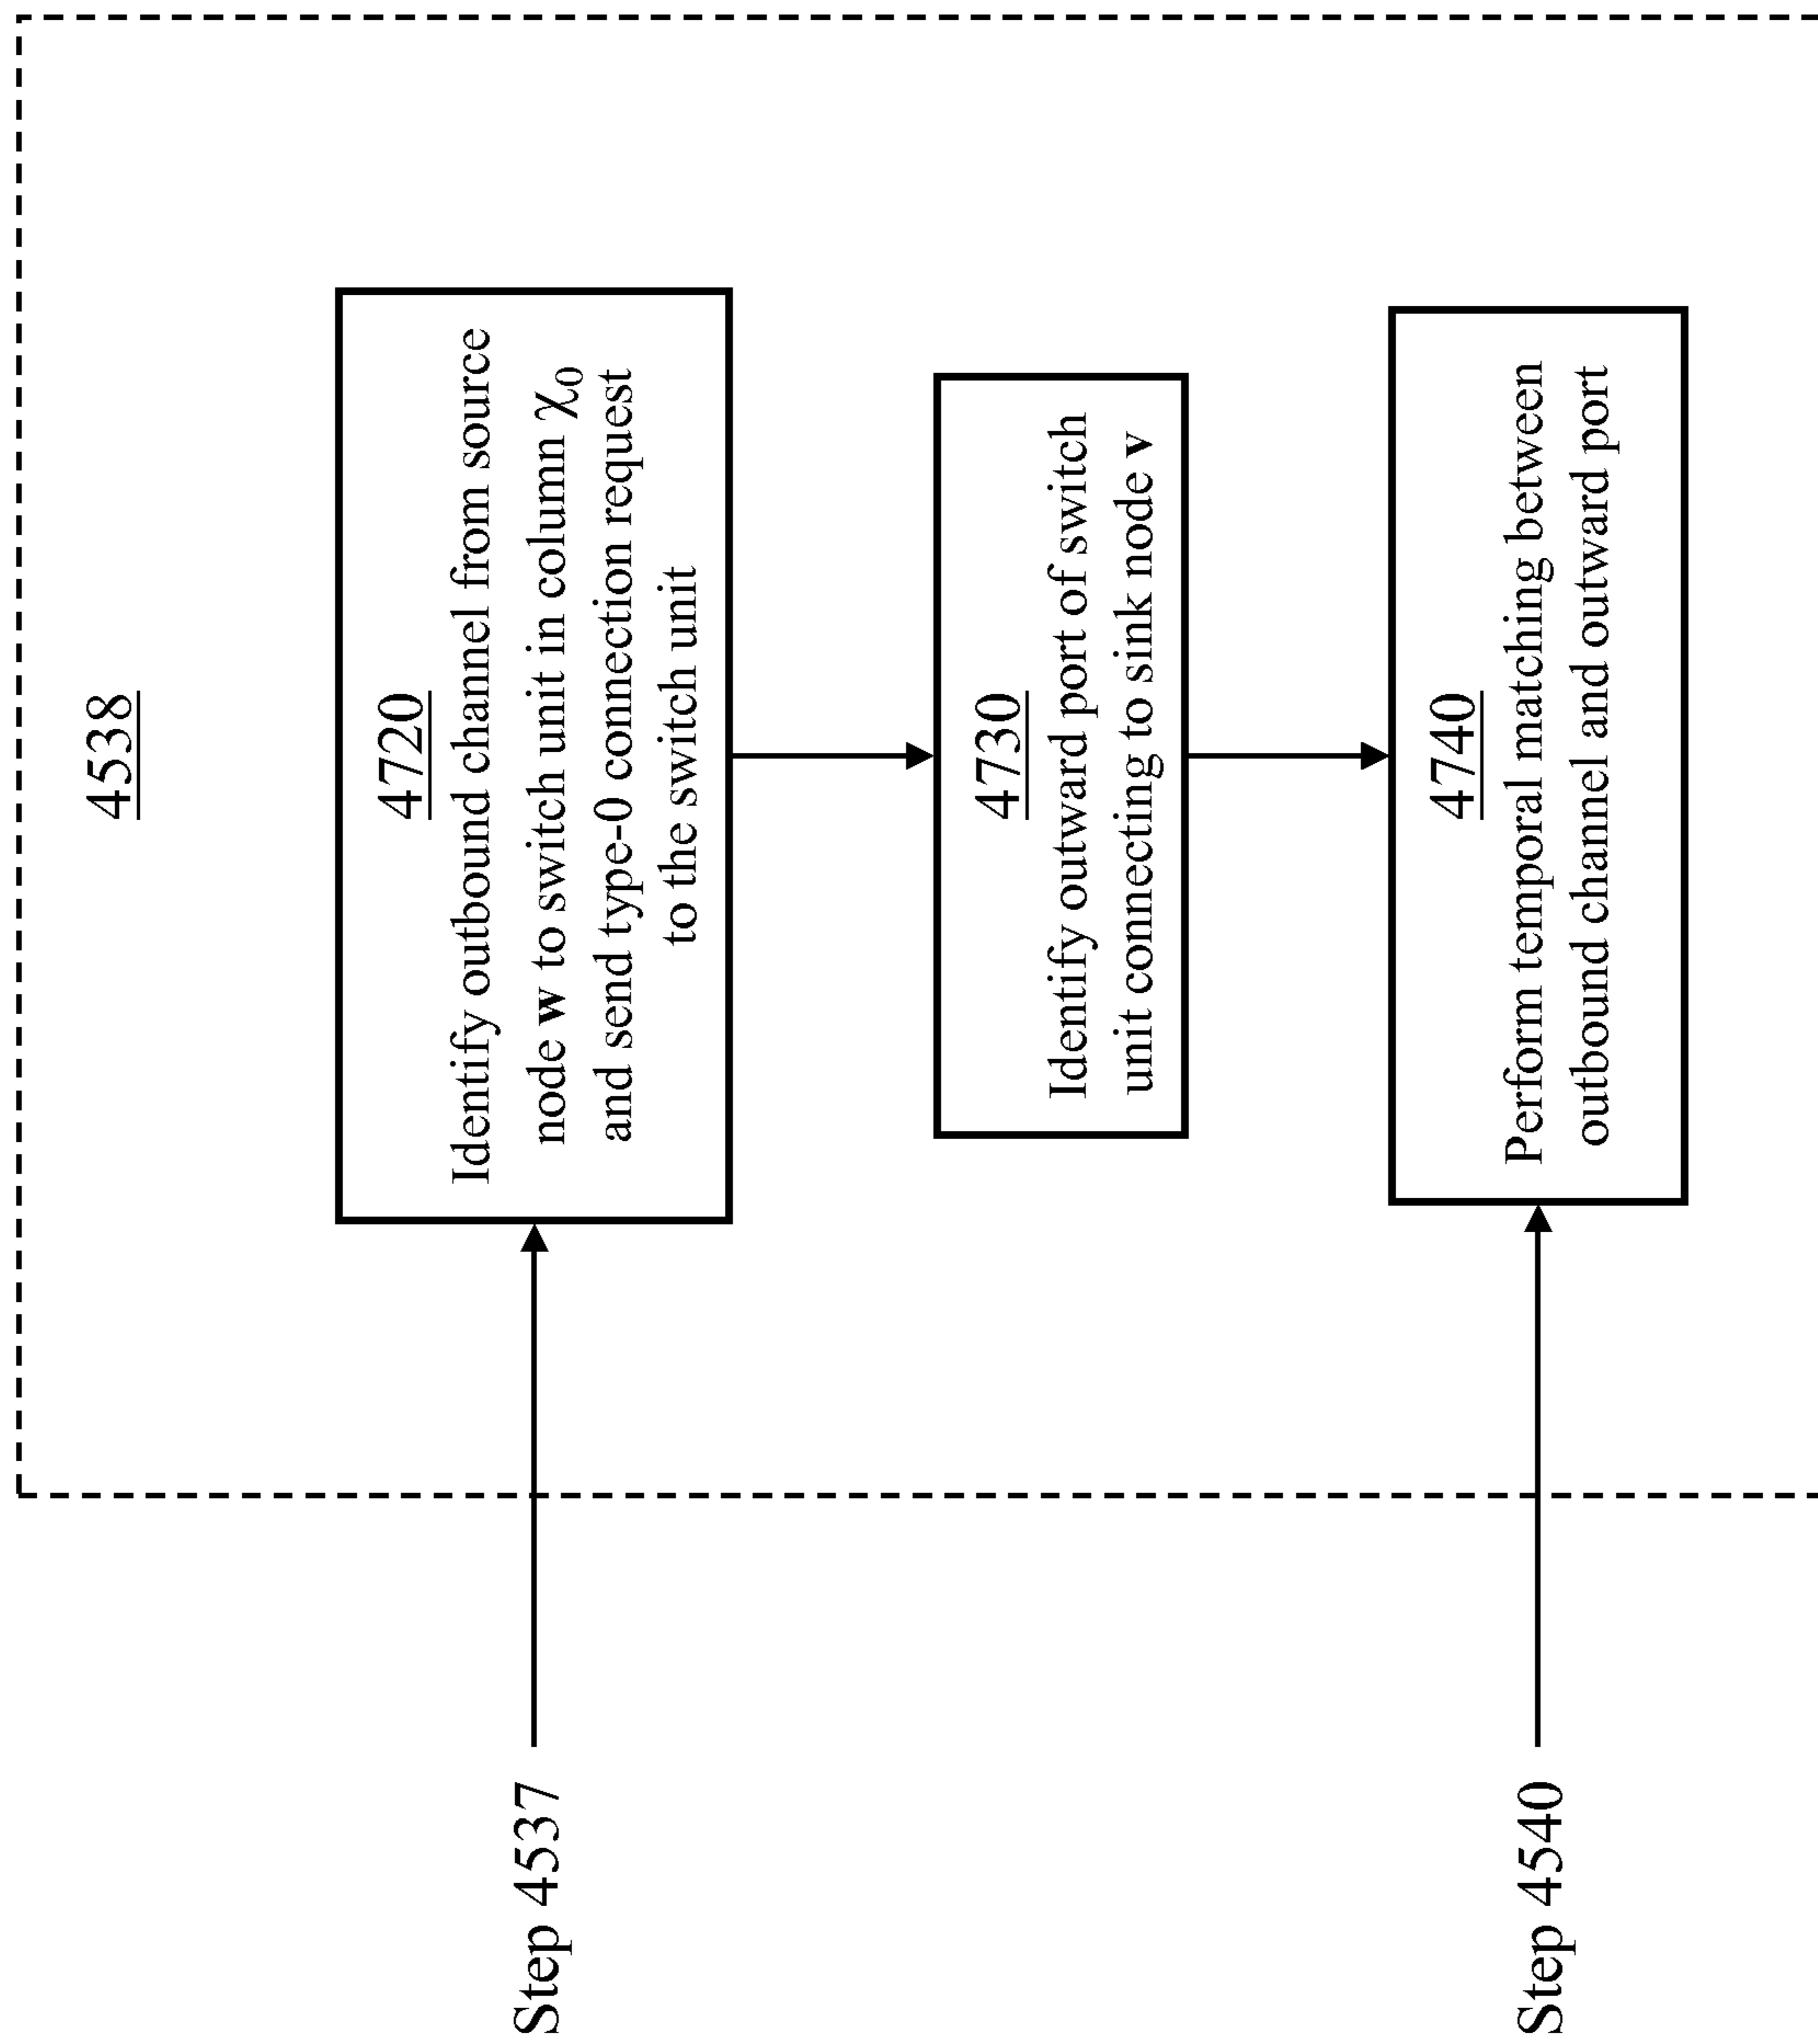 4538
4720
Identify outbound channel from source
node w to switch unit in column χ0
and send type-0 connection request
to the switch unit
4730
Identify outward port of switch
unit connecting to sink node v
4740
Perform temporal matching between
outbound channel and outward port
Step 4537
Step 4540